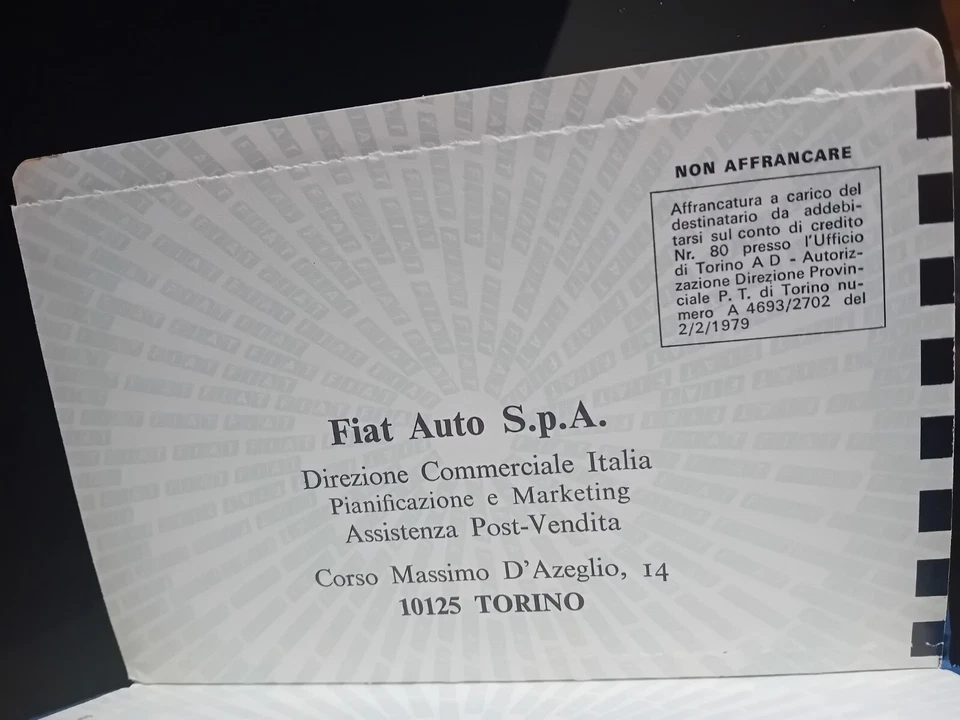 NON AFFRANCARE
Affrancatura a carico del
destinatario da addebi-
tarsi sul conto di credito
Nr. 80 presso l'Ufficio
di Torino A D - Autoriz-
zazione Direzione Provin-
ciale P. T. di Torino nu-
mero A 4693/2702 del
2/2/1979
Fiat Auto S.p.A.
Direzione Commerciale Italia
Pianificazione e Marketing
Assistenza Post-Vendita
Corso Massimo D'Azeglio, 14
10125 TORINO